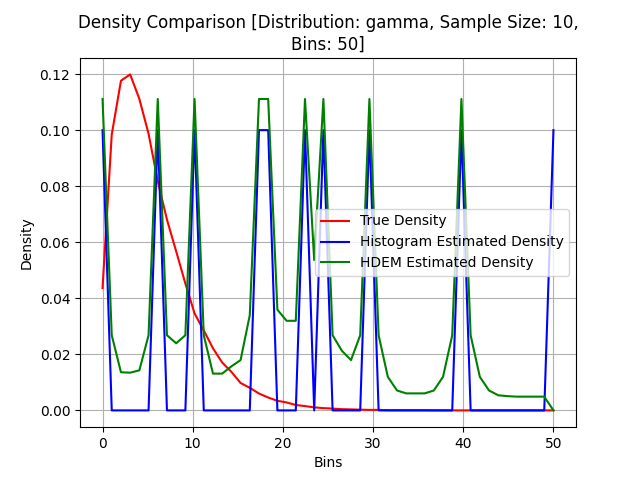 Density Comparison [Distribution: gamma, Sample Size: 10,
Bins: 50]
0.12
0.10
0.08
0.06
0.04
0.02
0.00
Density
True Density
Histogram Estimated Density
HDEM Estimated Density
0 10 20 30 40 50
Bins